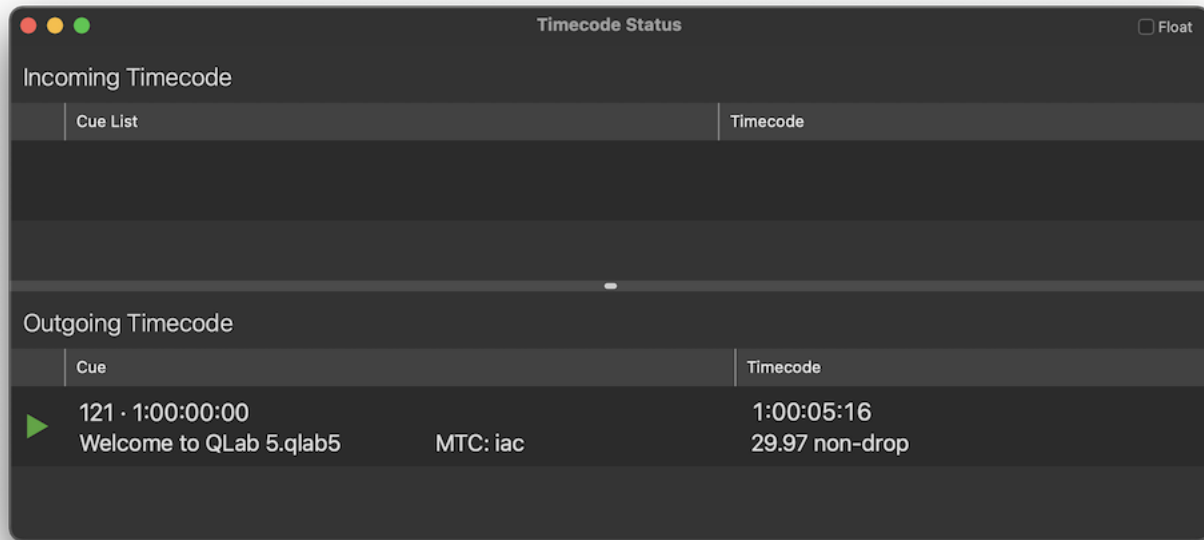 Timecode Status
Float
Incoming Timecode
Cue List Timecode
Outgoing Timecode
Cue Timecode
121 · 1:00:00:00 1:00:05:16
Welcome to QLab 5.qlab5 MTC: iac 29.97 non-drop